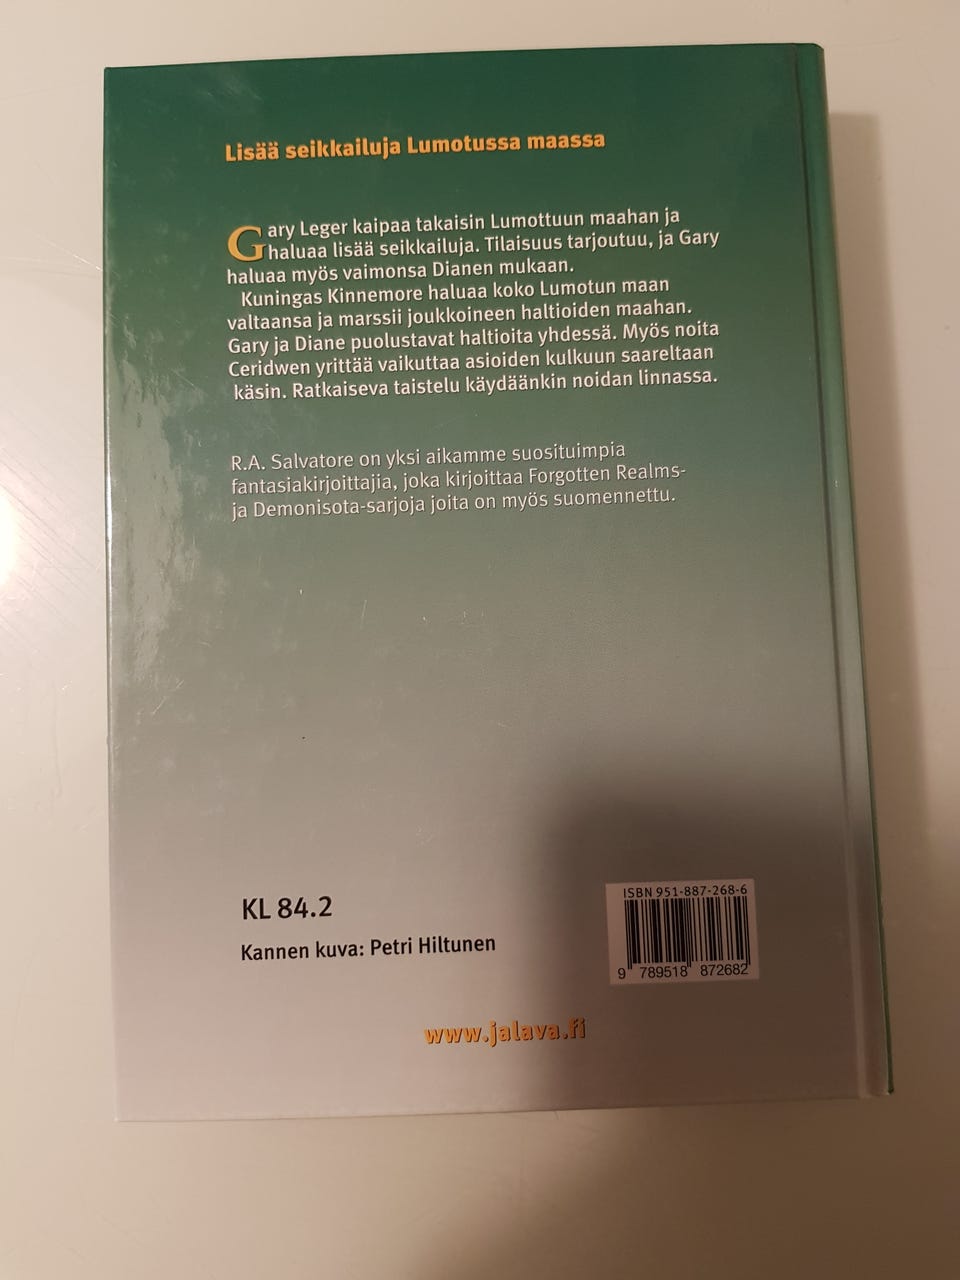 Lisää seikkailuja Lumotussa maassa
Gary Leger kaipaa takaisin Lumottuun maahan ja
haluaa lisää seikkailuja. Tilaisuus tarjoutuu, ja Gary
haluaa myös vaimonsa Dianen mukaan.
Kuningas Kinnemore haluaa koko Lumotun maan
valtaansa ja marssii joukkoineen haltioiden maahan.
Gary ja Diane puolustavat haltioita yhdessä. Myös noita
Ceridwen yrittää vaikuttaa asioiden kulkuun saareltaan
käsin. Ratkaiseva taistelu käydäänkin noidan linnassa.
R.A. Salvatore on yksi aikamme suosituimpia
fantasiakirjoittajia, joka kirjoittaa Forgotten Realms-
ja Demonisota-sarjoja joita on myös suomennettu.
KL 84.2
Kannen kuva: Petri Hiltunen
ISBN 951-887-268-6
9 789518 872682
www.jalava.fi